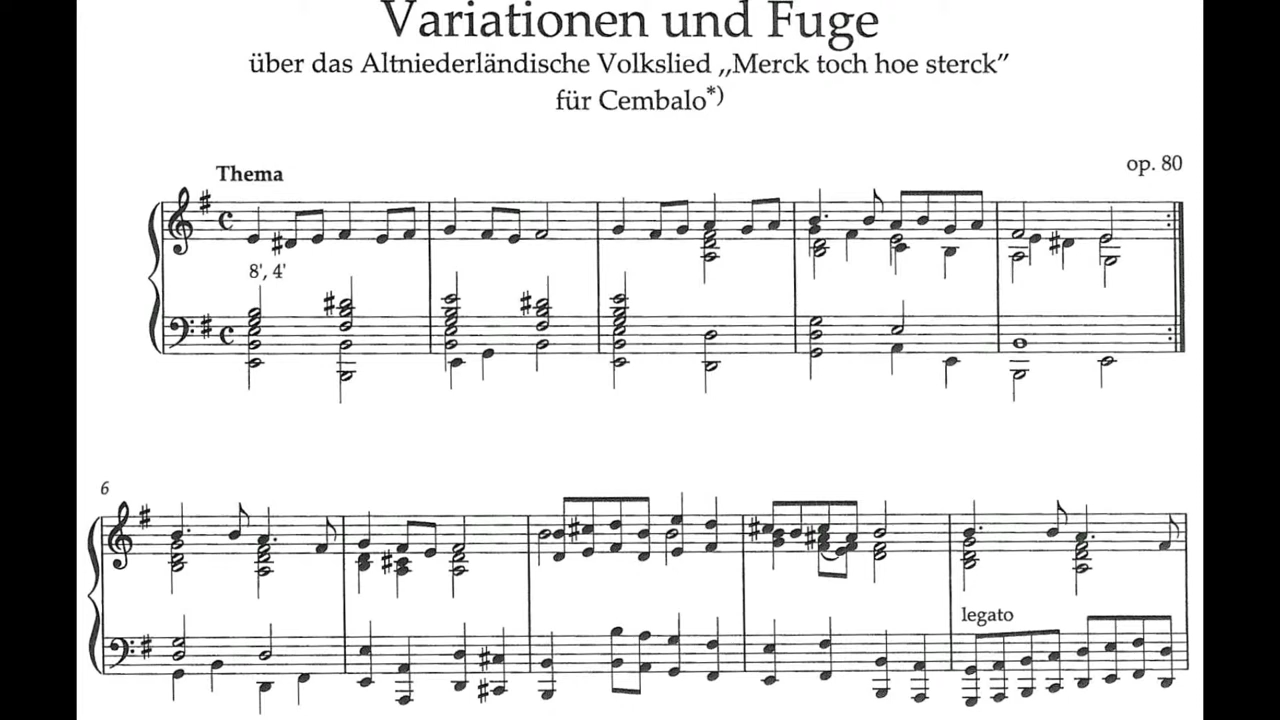 Variationen und Fuge
über das Altniederländische Volkslied „Merck toch hoe sterck”
für Cembalo*)
op. 80
Thema
8', 4'
6
legato